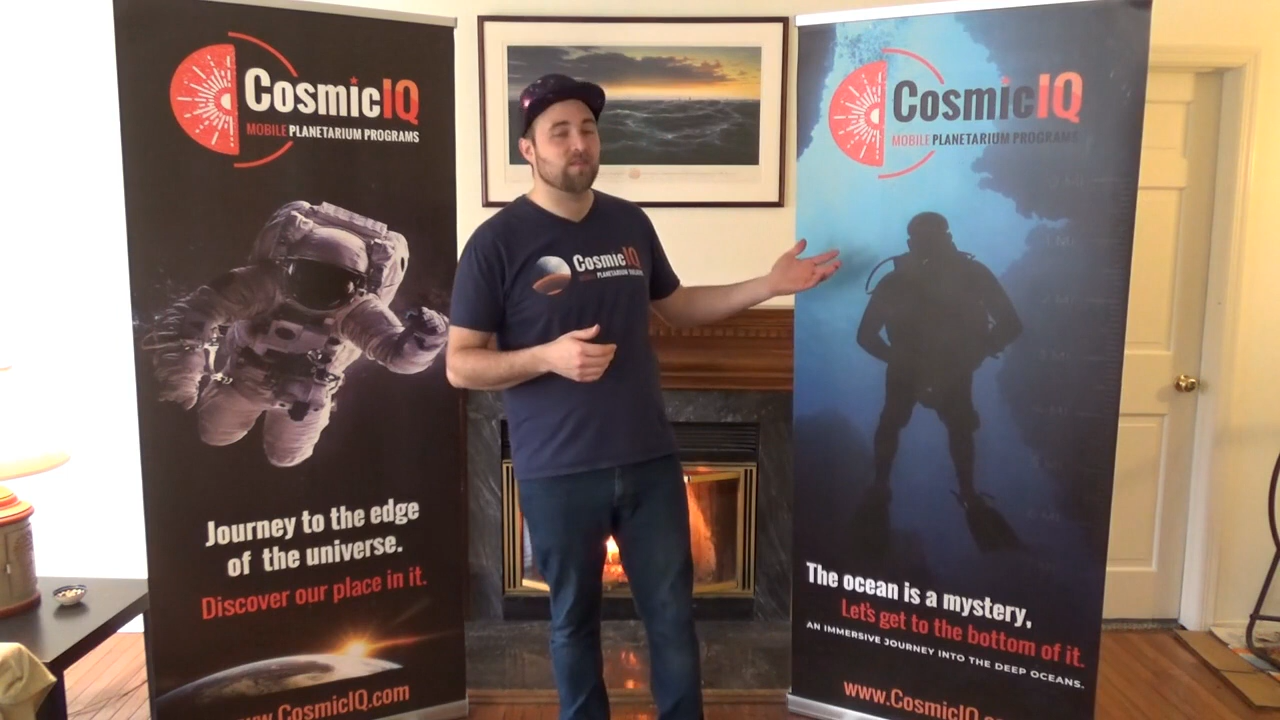 CosmicIQ
MOBILE PLANETARIUM PROGRAMS
Journey to the edge
of the universe.
Discover our place in it.
www.CosmicIQ.com
CosmicIQ
CosmicIQ
MOBILE PLANETARIUM PROGRAMS
The ocean is a mystery,
Let's get to the bottom of it.
AN IMMERSIVE JOURNEY INTO THE DEEP OCEANS.
www.CosmicIQ